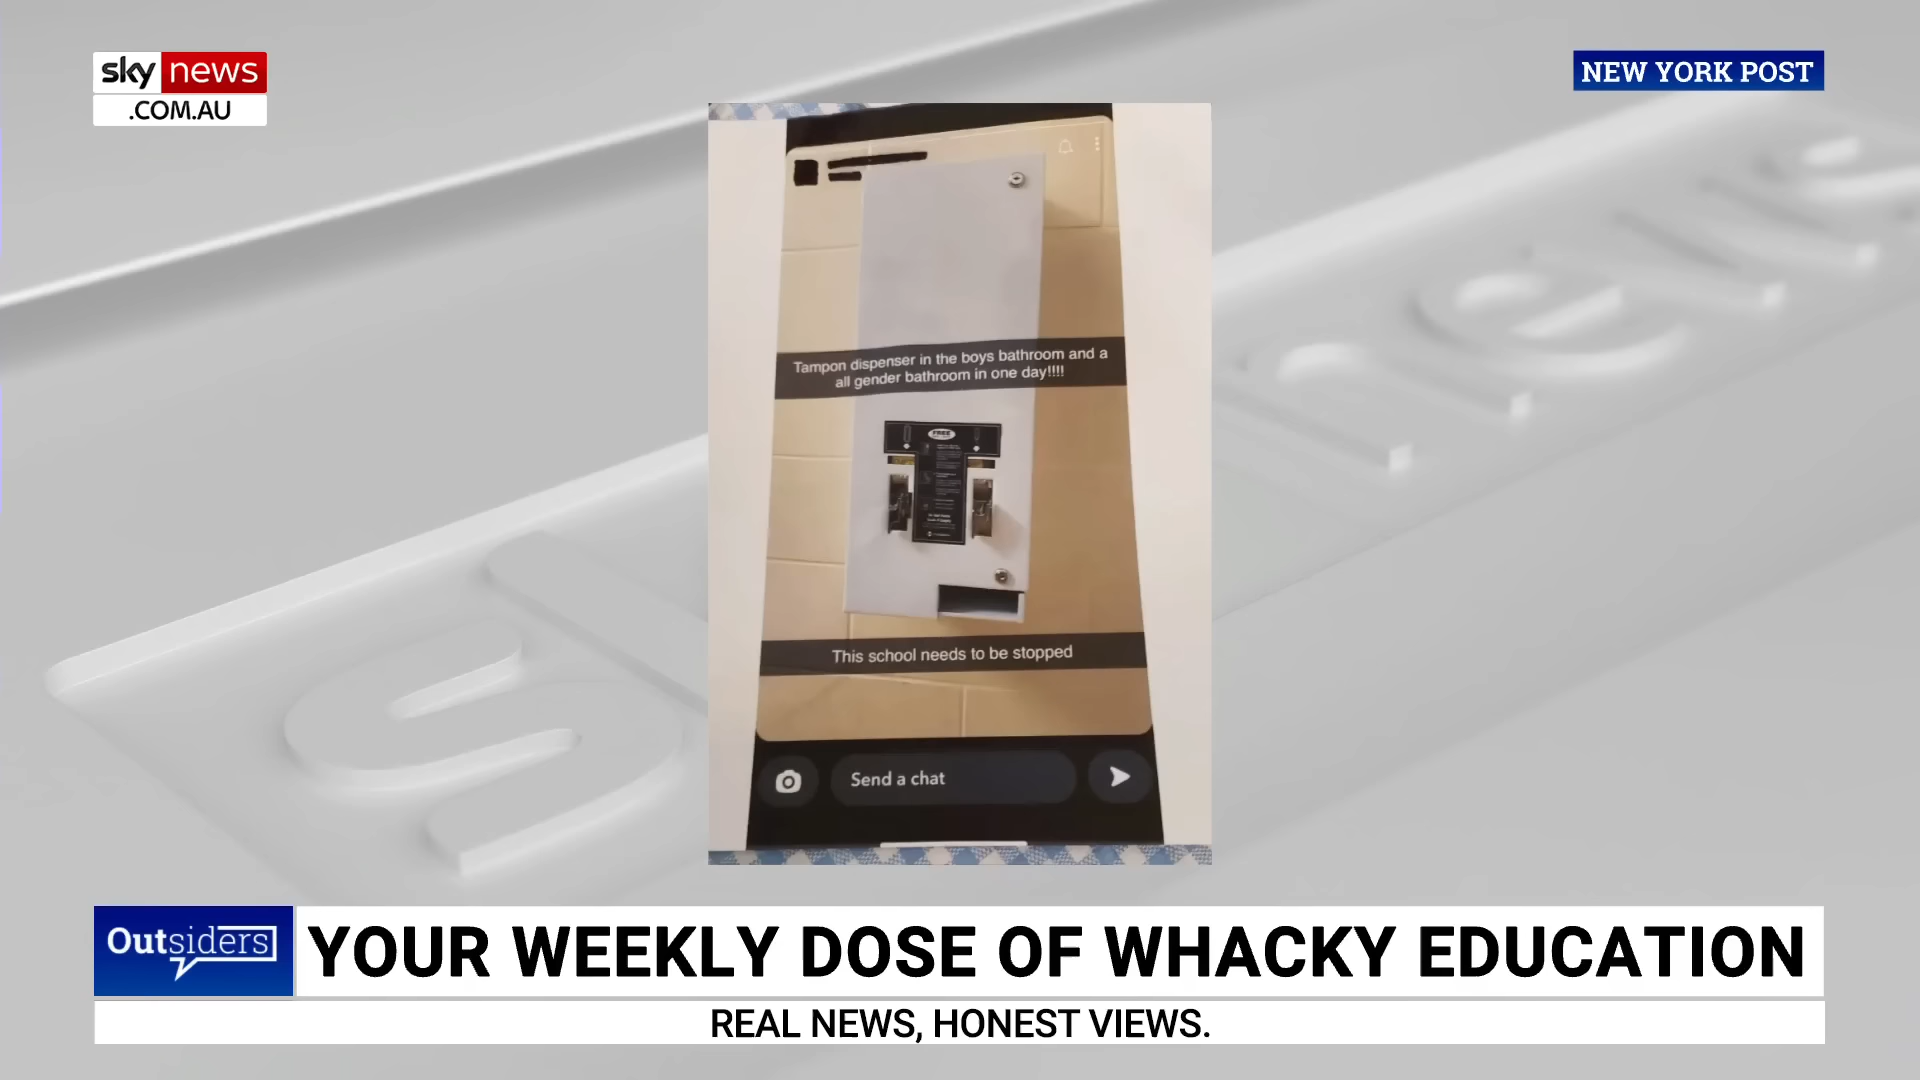 sky news
.COM.AU
NEW YORK POST
Tampon dispenser in the boys bathroom and a
all gender bathroom in one day!!!!
FREE
This school needs to be stopped
Send a chat
Outsiders
YOUR WEEKLY DOSE OF WHACKY EDUCATION
REAL NEWS, HONEST VIEWS.